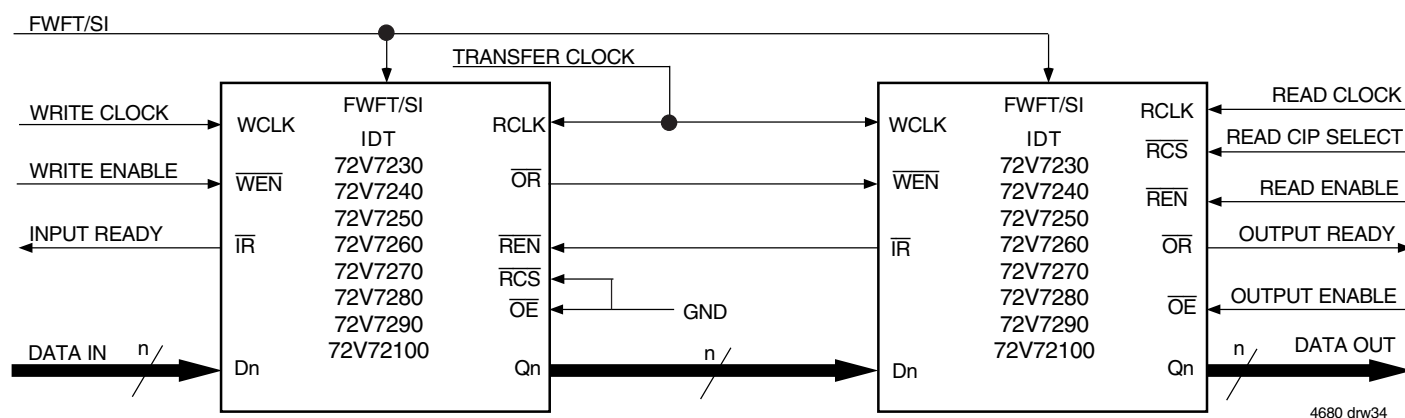 FWFT/SI
TRANSFER CLOCK
WRITE CLOCK
WRITE ENABLE
INPUT READY
DATA IN
n
WCLK
WEN
IR
Dn
FWFT/SI
IDT
72V7230
72V7240
72V7250
72V7260
72V7270
72V7280
72V7290
72V72100
RCLK
OR
REN
RCS
OE
Qn
GND
n
WCLK
WEN
IR
Dn
FWFT/SI
IDT
72V7230
72V7240
72V7250
72V7260
72V7270
72V7280
72V7290
72V72100
RCLK
RCS
REN
OR
OE
Qn
READ CLOCK
READ CIP SELECT
READ ENABLE
OUTPUT READY
OUTPUT ENABLE
n
DATA OUT
4680 drw34